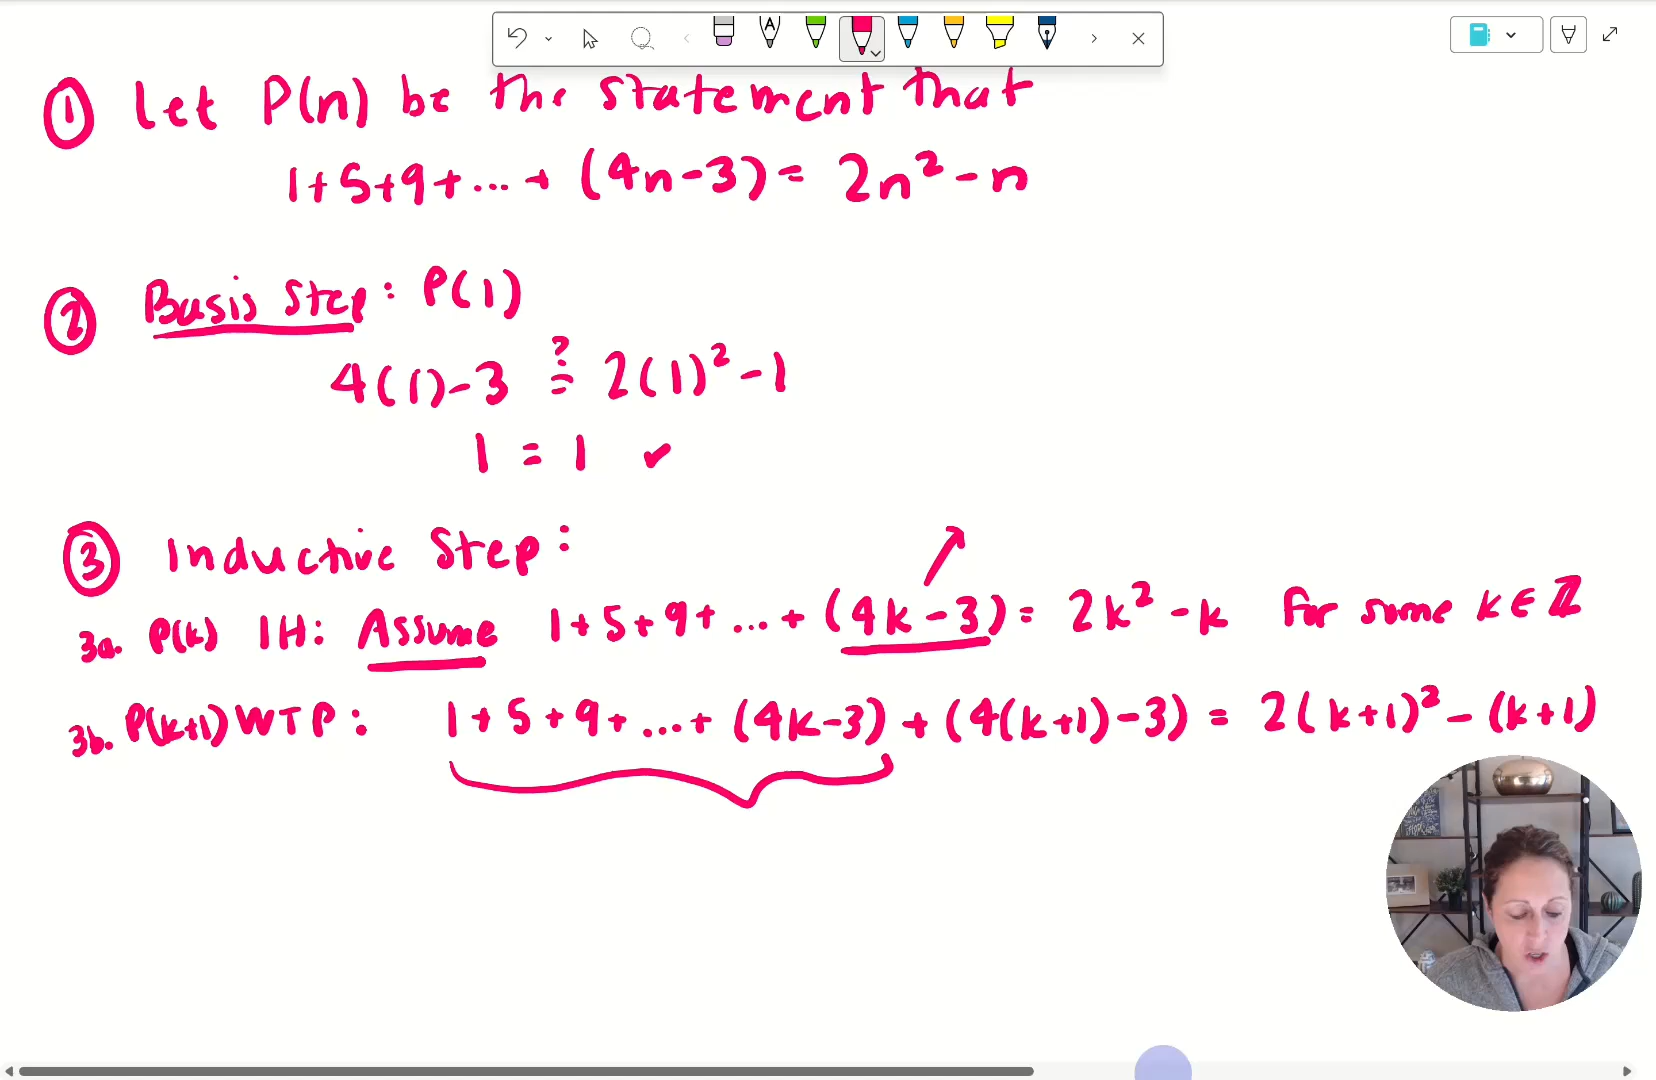 ① Let P(n) be the statement that
1+5+9+...+ (4n-3) = 2n² - n
② Basis Step: P(1)
4(1)-3 ≟ 2(1)² - 1
1 = 1 ✓
③ Inductive Step:
3a. P(k) IH: Assume 1+5+9+...+(4k-3) = 2k² - k for some k ∈ ℤ
3b. P(k+1) WTP: 1+5+9+...+(4k-3)+(4(k+1)-3) = 2(k+1)² - (k+1)